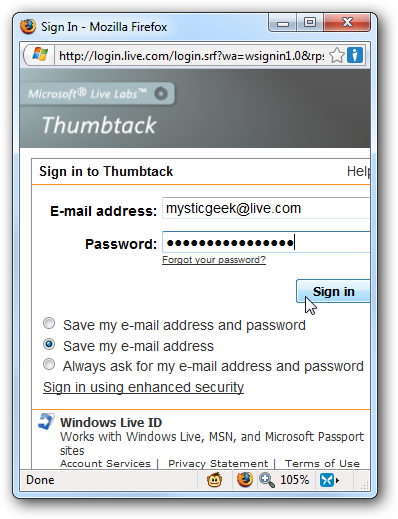 Sign In - Mozilla Firefox
http://login.live.com/login.srf?wa=wsignin1.0&rps
Microsoft® Live Labs™
Thumbtack
Sign in to Thumbtack Help
E-mail address: mysticgeek@live.com
Password: ●●●●●●●●●●●●●●●●
Forgot your password?
Sign in
Save my e-mail address and password
Save my e-mail address
Always ask for my e-mail address and password
Sign in using enhanced security
Windows Live ID
Works with Windows Live, MSN, and Microsoft Passport
sites
Account Services | Privacy Statement | Terms of Use
Done 105%